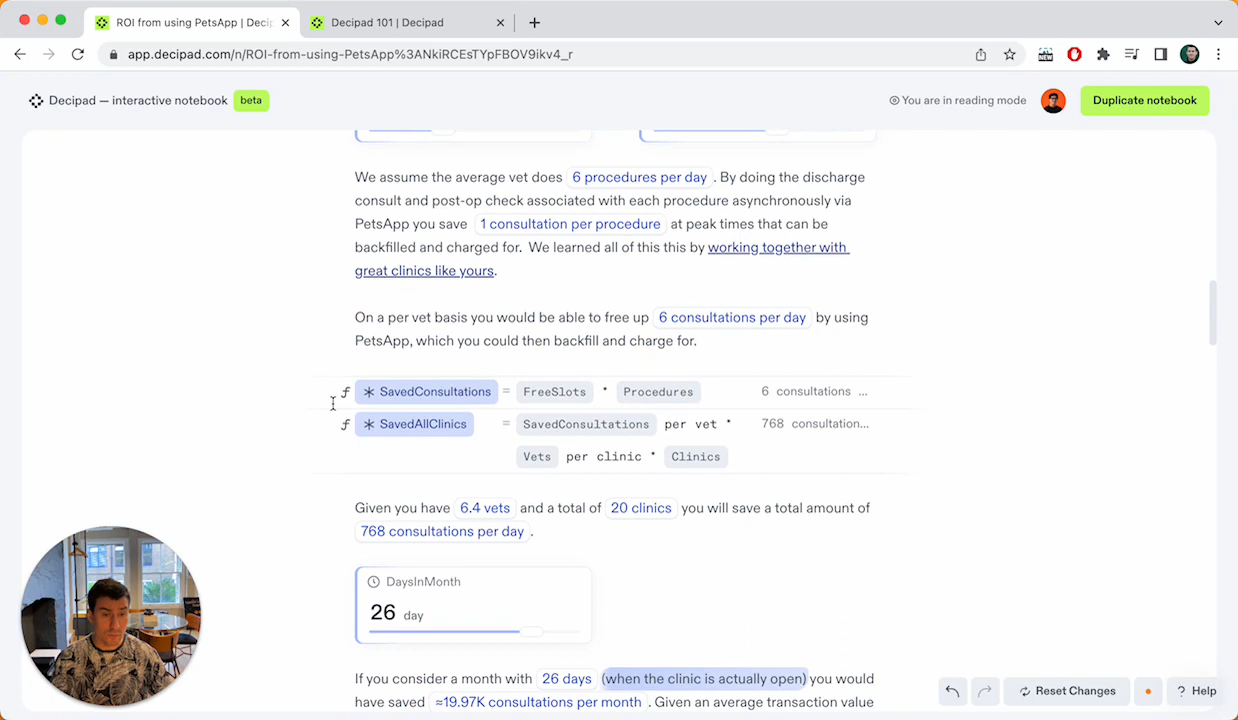 ROI from using PetsApp | Decip
Decipad 101 | Decipad
app.decipad.com/n/ROI-from-using-PetsApp%3ANkiRCEsTYpFBOV9ikv4_r
NEW
Decipad — interactive notebook beta
You are in reading mode
Duplicate notebook
We assume the average vet does 6 procedures per day . By doing the discharge
consult and post-op check associated with each procedure asynchronously via
PetsApp you save 1 consultation per procedure at peak times that can be
backfilled and charged for. We learned all of this this by working together with
great clinics like yours.
On a per vet basis you would be able to free up 6 consultations per day by using
PetsApp, which you could then backfill and charge for.
ƒ SavedConsultations = FreeSlots * Procedures 6 consultations ...
ƒ SavedAllClinics = SavedConsultations per vet * 768 consultation...
Vets per clinic * Clinics
Given you have 6.4 vets and a total of 20 clinics you will save a total amount of
768 consultations per day .
DaysInMonth
26 day
If you consider a month with 26 days (when the clinic is actually open) you would
have saved ≈19.97K consultations per month . Given an average transaction value
Reset Changes
? Help